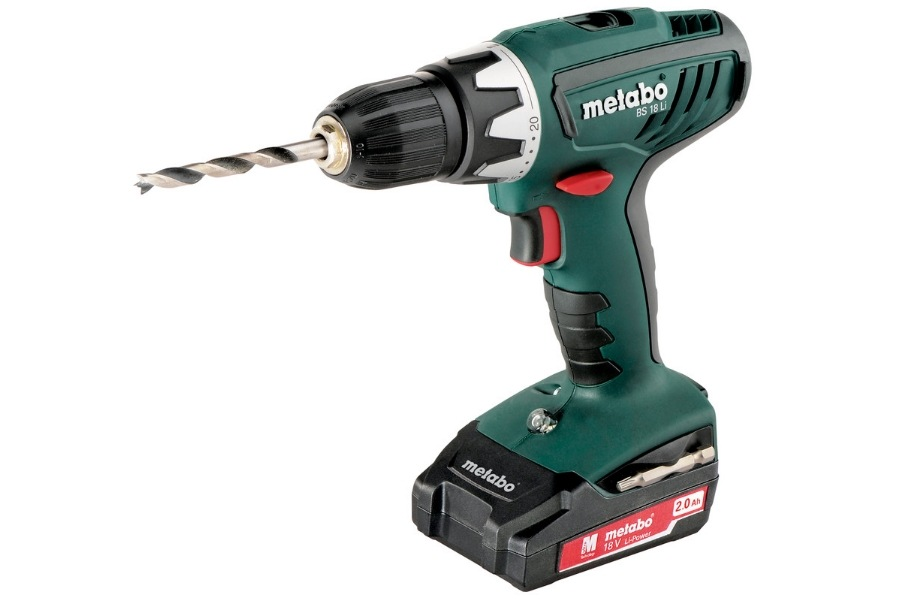 metabo
BS 18 Li
20
metabo
2.0 Ah
metabo
18 V Li-Power
M